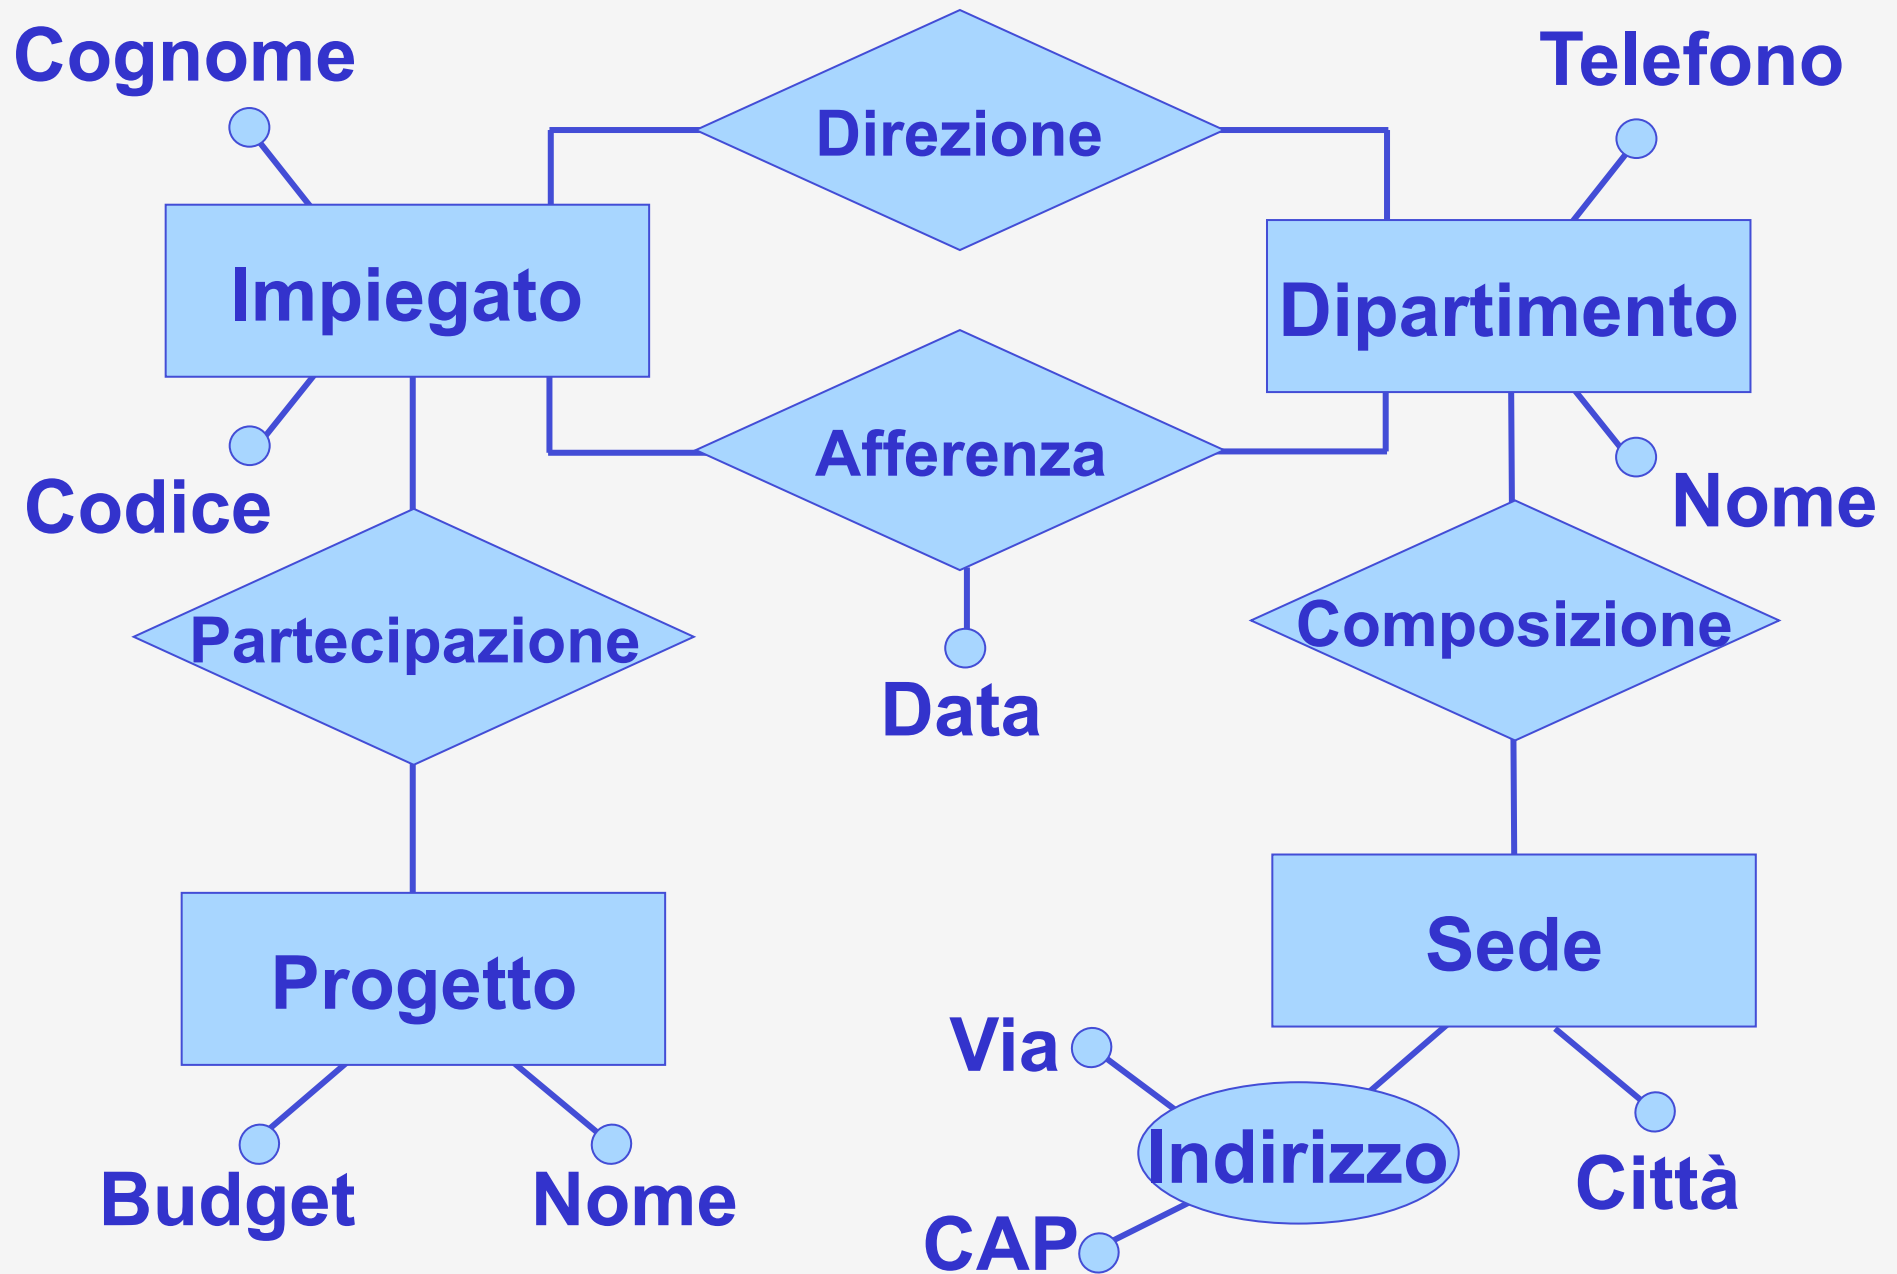 Cognome
Telefono
Direzione
Impiegato
Dipartimento
Afferenza
Codice
Nome
Partecipazione
Composizione
Data
Sede
Progetto
Via
Indirizzo
Città
Budget
Nome
CAP